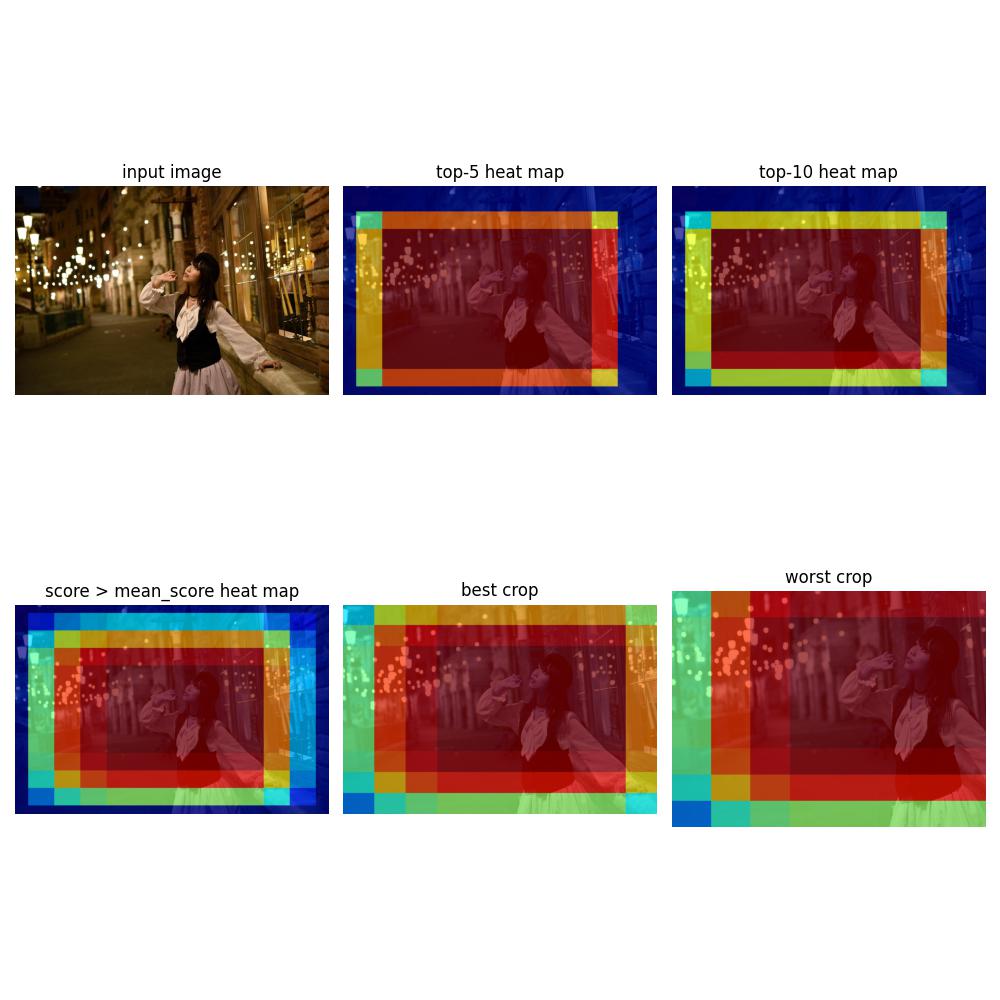 input image
top-5 heat map
top-10 heat map
score > mean_score heat map
best crop
worst crop